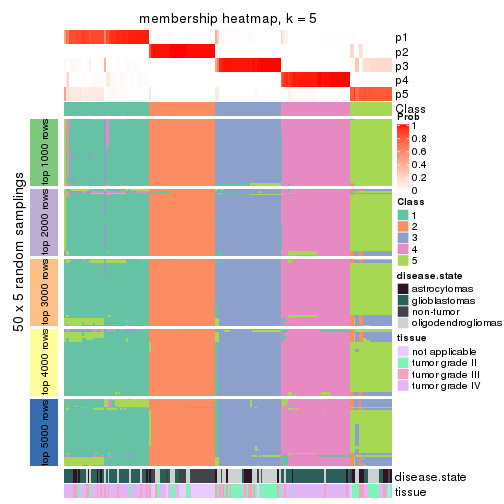 membership heatmap, k = 5
p1
p2
p3
p4
p5
Class
50 x 5 random samplings
top 1000 rows
top 2000 rows
top 3000 rows
top 4000 rows
top 5000 rows
disease.state
tissue
Prob
1
0.8
0.6
0.4
0.2
0
Class
1
2
3
4
5
disease.state
astrocytomas
glioblastomas
non-tumor
oligodendrogliomas
tissue
not applicable
tumor grade II
tumor grade III
tumor grade IV